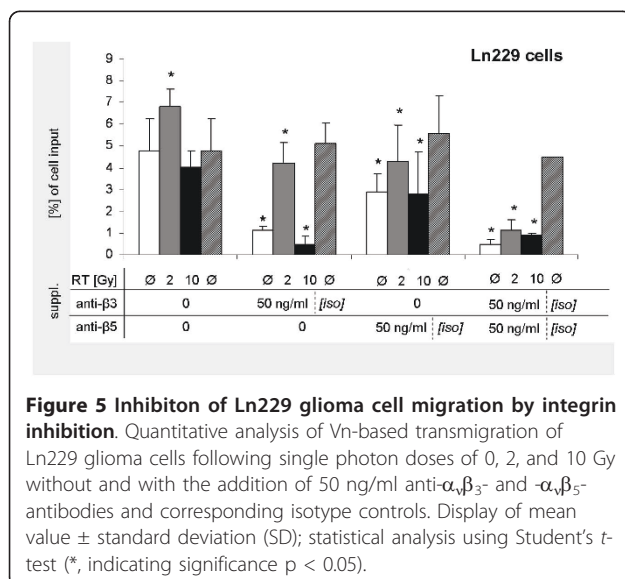 Ln229 cells
[%] of cell input
9
8
7
6
5
4
3
2
1
0
*
*
*
*
*
*
*
*
*
*
suppl.
RT [Gy] Ø 2 10 Ø Ø 2 10 Ø Ø 2 10 Ø Ø 2 10 Ø
anti-β3 0 50 ng/ml [iso] 0 50 ng/ml [iso]
anti-β5 0 0 50 ng/ml [iso] 50 ng/ml [iso]
Figure 5 Inhibiton of Ln229 glioma cell migration by integrin
inhibition. Quantitative analysis of Vn-based transmigration of
Ln229 glioma cells following single photon doses of 0, 2, and 10 Gy
without and with the addition of 50 ng/ml anti-αᵥβ₃- and -αᵥβ₅-
antibodies and corresponding isotype controls. Display of mean
value ± standard deviation (SD); statistical analysis using Student's t-
test (*, indicating significance p < 0.05).